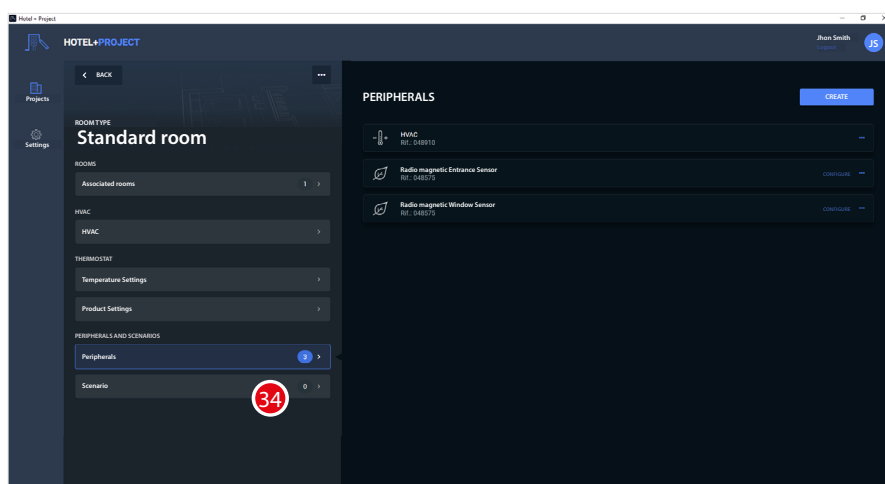 Hotel + Project
HOTEL+PROJECT
Jhon Smith
Logout
JS
Projects
Settings
BACK
ROOM TYPE
Standard room
ROOMS
Associated rooms 1
HVAC
HVAC
THERMOSTAT
Temperature Settings
Product Settings
PERIPHERALS AND SCENARIOS
Peripherals 3
Scenario 0
34
PERIPHERALS
CREATE
HVAC
Rif.: 048910
Radio magnetic Entrance Sensor
Rif.: 048575
CONFIGURE
Radio magnetic Window Sensor
Rif.: 048575
CONFIGURE